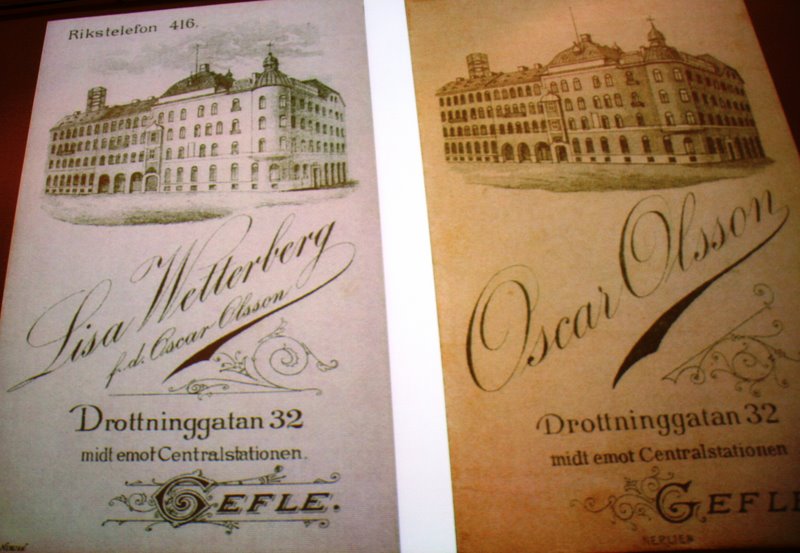 Rikstelefon 416.
Lisa Wetterberg
f.d. Oscar Olsson
Drottninggatan 32
midt emot Centralstationen.
GEFLE.
Oscar Olsson
Drottninggatan 32
midt emot Centralstationen
GEFL